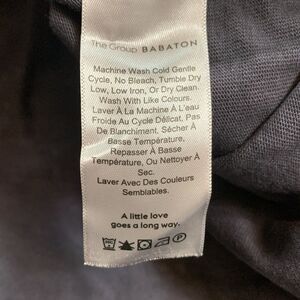 The Group BABATON
Machine Wash Cold Gentle
Cycle, No Bleach, Tumble Dry
Low, Low Iron, Or Dry Clean.
Wash With Like Colours.
Laver À La Machine À L'eau
Froide Au Cycle Délicat, Pas
De Blanchiment, Sécher À
Basse Température,
Repasser À Basse
Température, Ou Nettoyer À
Sec.
Laver Avec Des Couleurs
Semblables.
A little love
goes a long way.